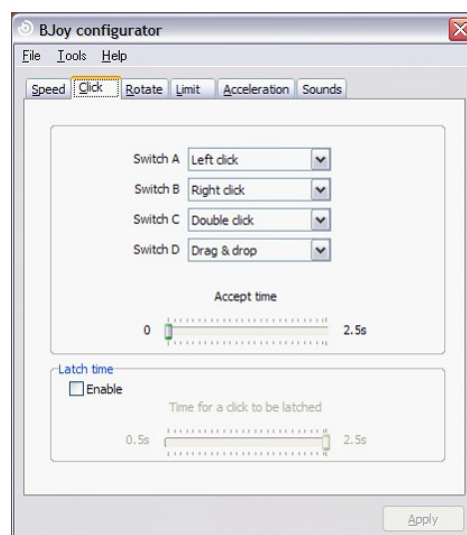 BJoy configurator
File Tools Help
Speed Click Rotate Limit Acceleration Sounds
Switch A Left click
Switch B Right click
Switch C Double click
Switch D Drag & drop
Accept time
0 2.5s
Latch time
Enable
Time for a click to be latched
0.5s 2.5s
Apply